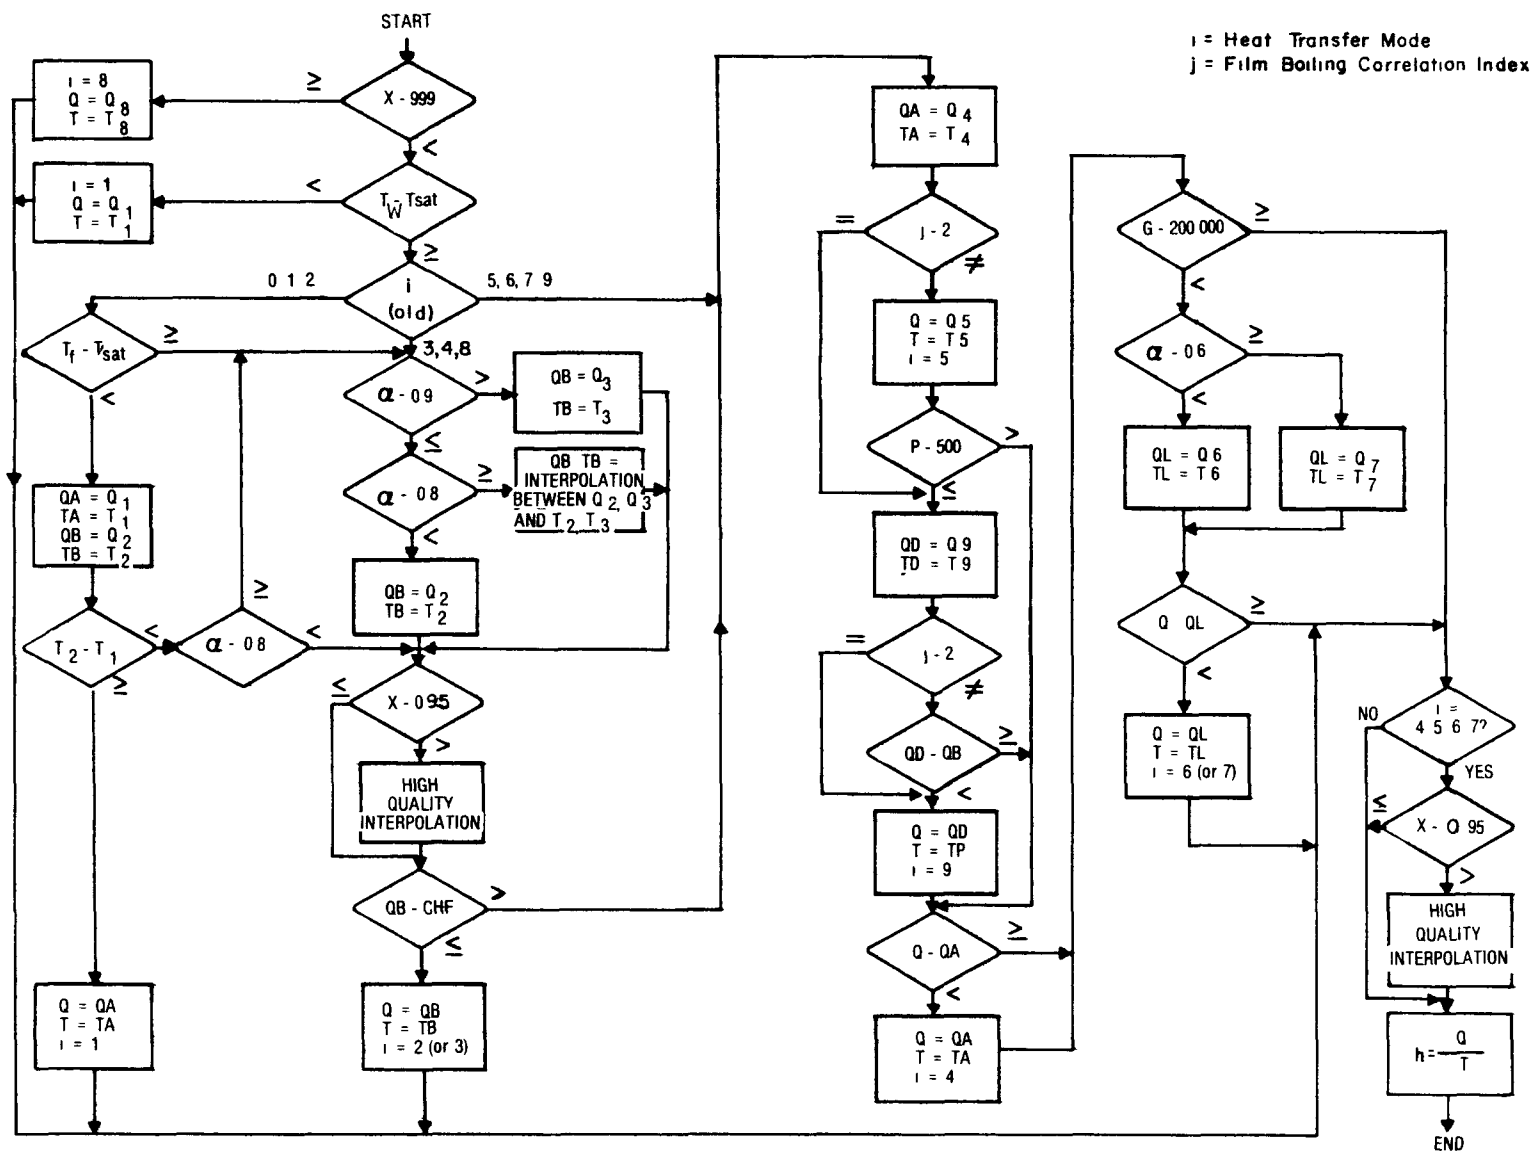 START
ı = Heat Transfer Mode
j = Film Boiling Correlation Index
≥
X - 999
<
ı = 8
Q = Q8
T = T8
<
TW - Tsat
≥
ı = 1
Q = Q1
T = T1
0 1 2
i
(old)
5, 6, 7 9
3,4,8
Tf - Tsat
≥
<
QA = Q1
TA = T1
QB = Q2
TB = T2
T2 - T1
<
≥
α - 08
≥
<
Q = QA
T = TA
ı = 1
α - 09
>
≤
QB = Q3
TB = T3
α - 08
≥
<
QB TB =
INTERPOLATION
BETWEEN Q2, Q3
AND T2, T3
QB = Q2
TB = T2
≤
X - 095
>
HIGH
QUALITY
INTERPOLATION
QB - CHF
>
≤
Q = QB
T = TB
ı = 2 (or 3)
QA = Q4
TA = T4
=
j - 2
≠
Q = Q5
T = T5
ı = 5
P - 500
>
≤
QD = Q9
TD = T9
=
j - 2
≠
QD - QB
≥
<
Q = QD
T = TP
ı = 9
Q - QA
≥
<
Q = QA
T = TA
ı = 4
G - 200 000
≥
<
α - 06
≥
<
QL = Q6
TL = T6
QL = Q7
TL = T7
Q QL
≥
<
Q = QL
T = TL
ı = 6 (or 7)
NO
ı =
4 5 6 7?
YES
≤
X - O 95
>
HIGH
QUALITY
INTERPOLATION
h = Q
T
END